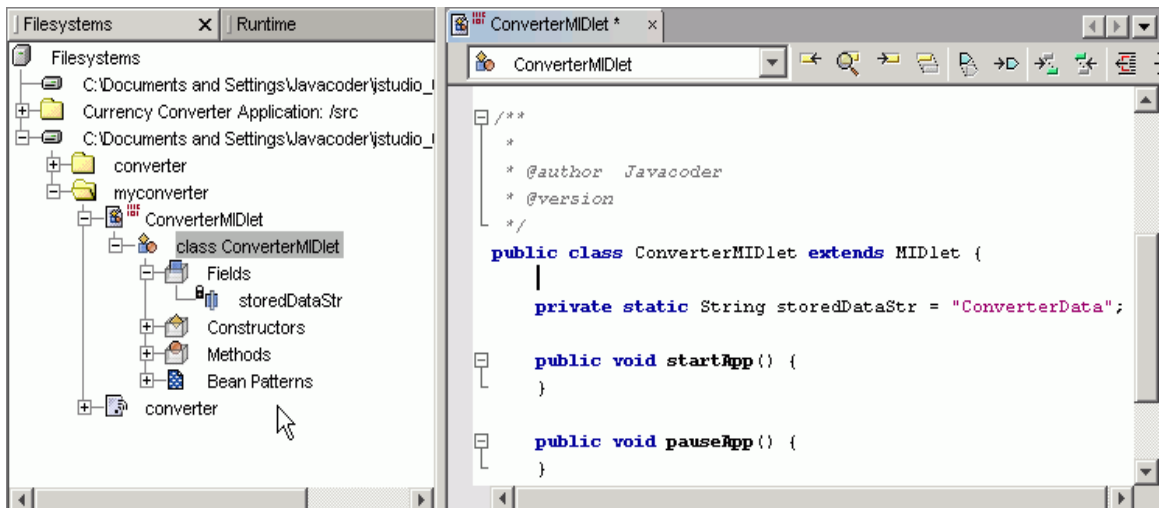 Filesystems
Runtime
Filesystems
C:\Documents and Settings\Javacoder\jstudio_
Currency Converter Application: /src
C:\Documents and Settings\Javacoder\jstudio_
converter
myconverter
ConverterMIDlet
class ConverterMIDlet
Fields
storedDataStr
Constructors
Methods
Bean Patterns
converter
ConverterMIDlet *
ConverterMIDlet
/**
*
* @author Javacoder
* @version
*/
public class ConverterMIDlet extends MIDlet {
private static String storedDataStr = "ConverterData";
public void startApp() {
}
public void pauseApp() {
}